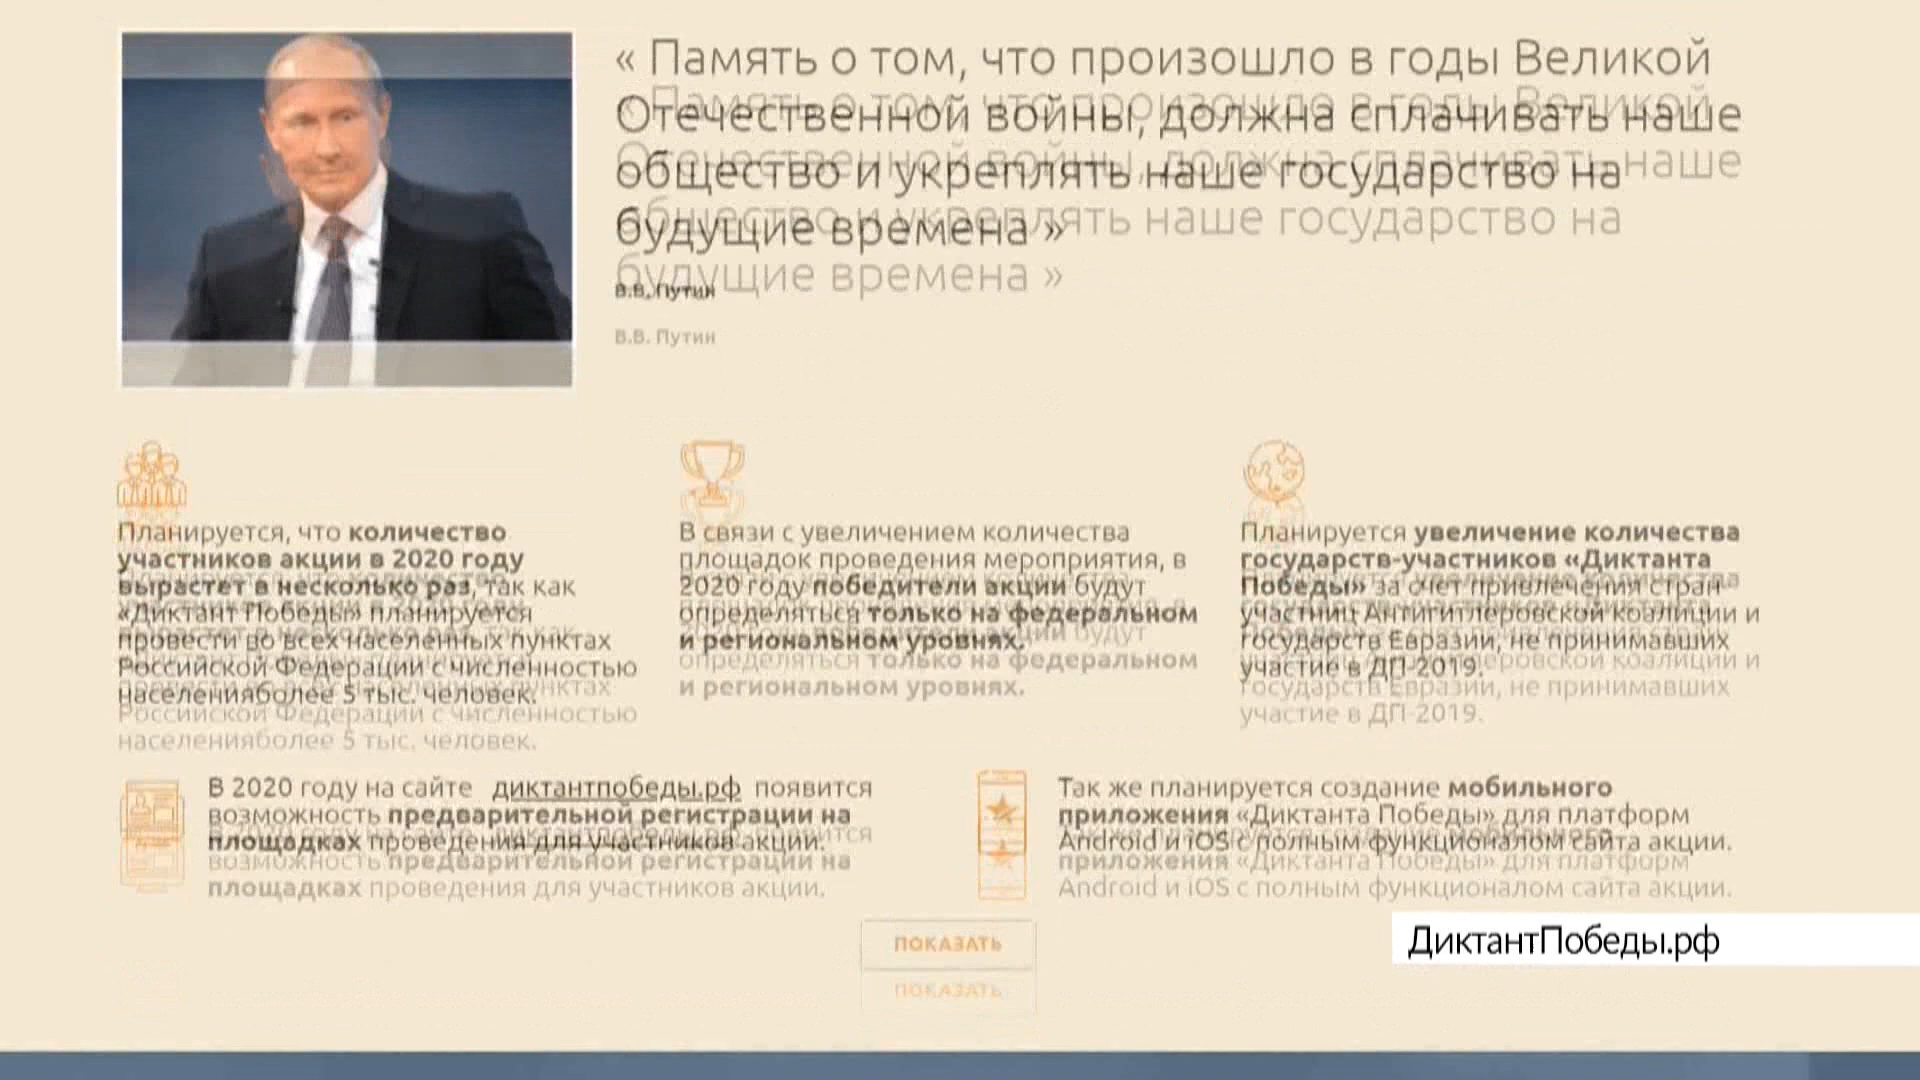 « Память о том, что произошло в годы Великой
Отечественной войны, должна сплачивать наше
общество и укреплять наше государство на
будущие времена »
В.В. Путин
Планируется, что количество
участников акции в 2020 году
вырастет в несколько раз, так как
«Диктант Победы» планируется
провести во всех населенных пунктах
Российской Федерации с численностью
населенияболее 5 тыс. человек.
В связи с увеличением количества
площадок проведения мероприятия, в
2020 году победители акции будут
определяться только на федеральном
и региональном уровнях.
Планируется увеличение количества
государств-участников «Диктанта
Победы» за счет привлечения стран
участниц Антигитлеровской коалиции и
государств Евразии, не принимавших
участие в ДП-2019.
В 2020 году на сайте диктантпобеды.рф появится
возможность предварительной регистрации на
площадках проведения для участников акции.
Так же планируется создание мобильного
приложения «Диктанта Победы» для платформ
Android и iOS с полным функционалом сайта акции.
ПОКАЗАТЬ
ДиктантПобеды.рф